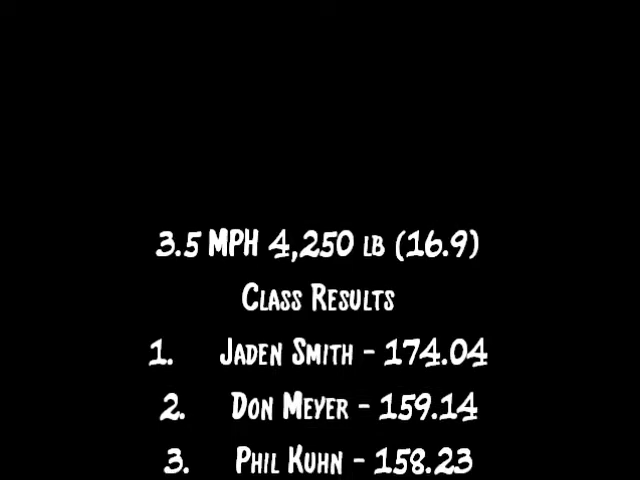 3.5 MPH 4,250 LB (16.9)
CLASS RESULTS
1. JADEN SMITH - 174.04
2. DON MEYER - 159.14
3. PHIL KUHN - 158.23